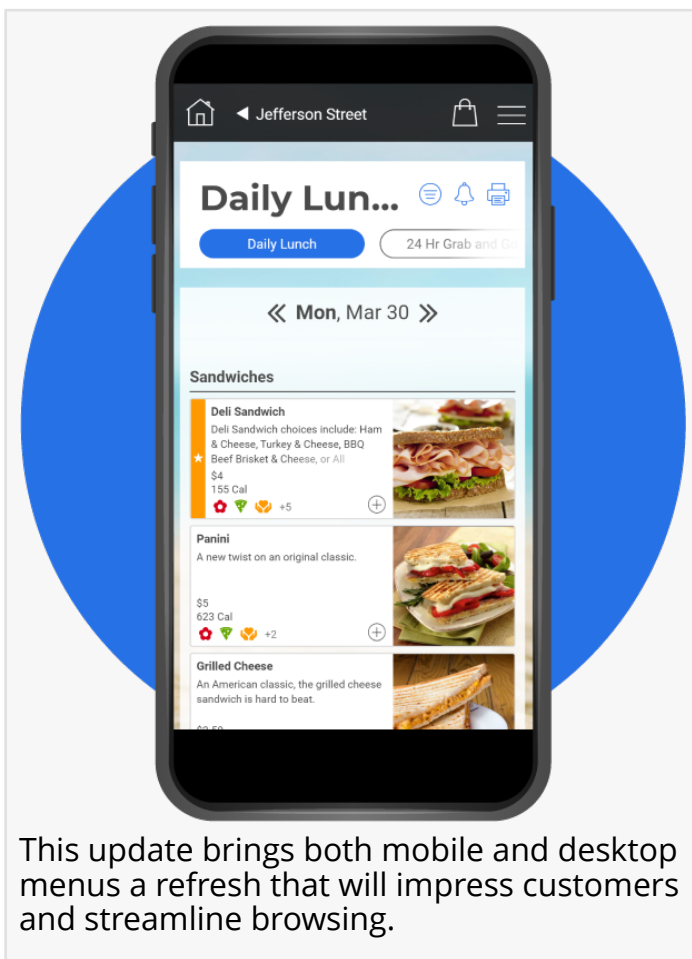 Jefferson Street
Daily Lun...
Daily Lunch
24 Hr Grab and Go
Mon, Mar 30
Sandwiches
Deli Sandwich
Deli Sandwich choices include: Ham
& Cheese, Turkey & Cheese, BBQ
Beef Brisket & Cheese, or All
$4
155 Cal
+5
Panini
A new twist on an original classic.
$5
623 Cal
+2
Grilled Cheese
An American classic, the grilled cheese
sandwich is hard to beat.
This update brings both mobile and desktop
menus a refresh that will impress customers
and streamline browsing.